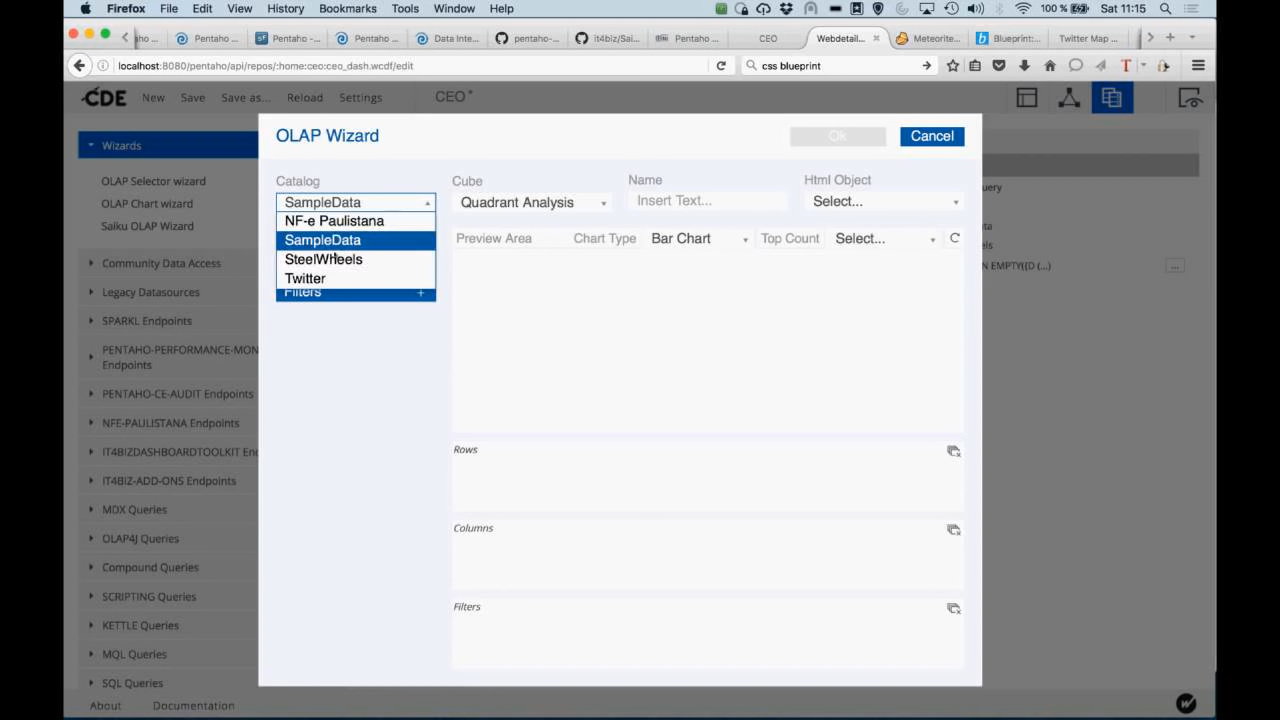 Firefox File Edit View History Bookmarks Tools Window Help 100 % Sat 11:15
ho ... Pentaho ... Pentaho -... Pentaho ... Data Inte... pentaho-... it4biz/Sai... Pentaho ... CEO Webdetail... Meteorite... Blueprint:... Twitter Map ...
localhost:8080/pentaho/api/repos/:home:ceo:ceo_dash.wcdf/edit css blueprint
CDE New Save Save as... Reload Settings CEO*
OLAP Wizard Ok Cancel
Wizards
OLAP Selector wizard
OLAP Chart wizard
Saiku OLAP Wizard
Community Data Access
Legacy Datasources
SPARKL Endpoints
PENTAHO-PERFORMANCE-MON
Endpoints
PENTAHO-CE-AUDIT Endpoints
NFE-PAULISTANA Endpoints
IT4BIZDASHBOARDTOOLKIT End
IT4BIZ-ADD-ONS Endpoints
MDX Queries
OLAP4J Queries
Compound Queries
SCRIPTING Queries
KETTLE Queries
MQL Queries
SQL Queries
Catalog Cube Name Html Object
SampleData Quadrant Analysis Insert Text... Select...
NF-e Paulistana
SampleData
SteelWheels
Twitter
Filters +
Preview Area Chart Type Bar Chart Top Count Select...
Rows
Columns
Filters
uery
ta
els
N EMPTY({D (...) ...
About Documentation